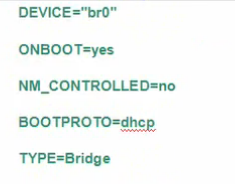 DEVICE="br0"
ONBOOT=yes
NM_CONTROLLED=no
BOOTPROTO=dhcp
TYPE=Bridge